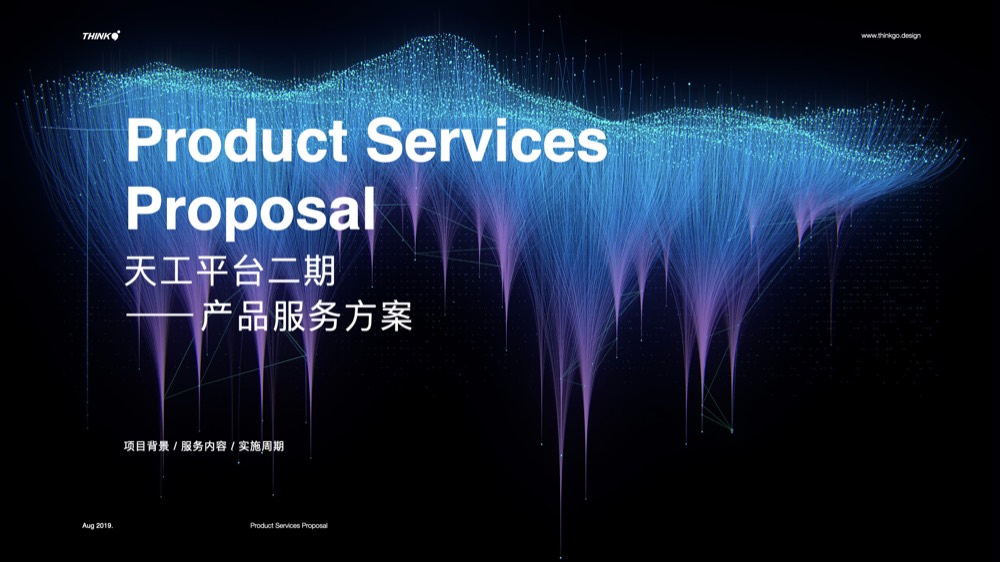 THINKGO
www.thinkgo.design
Product Services
Proposal
天工平台二期
——产品服务方案
项目背景 / 服务内容 / 实施周期
Aug 2019.
Product Services Proposal